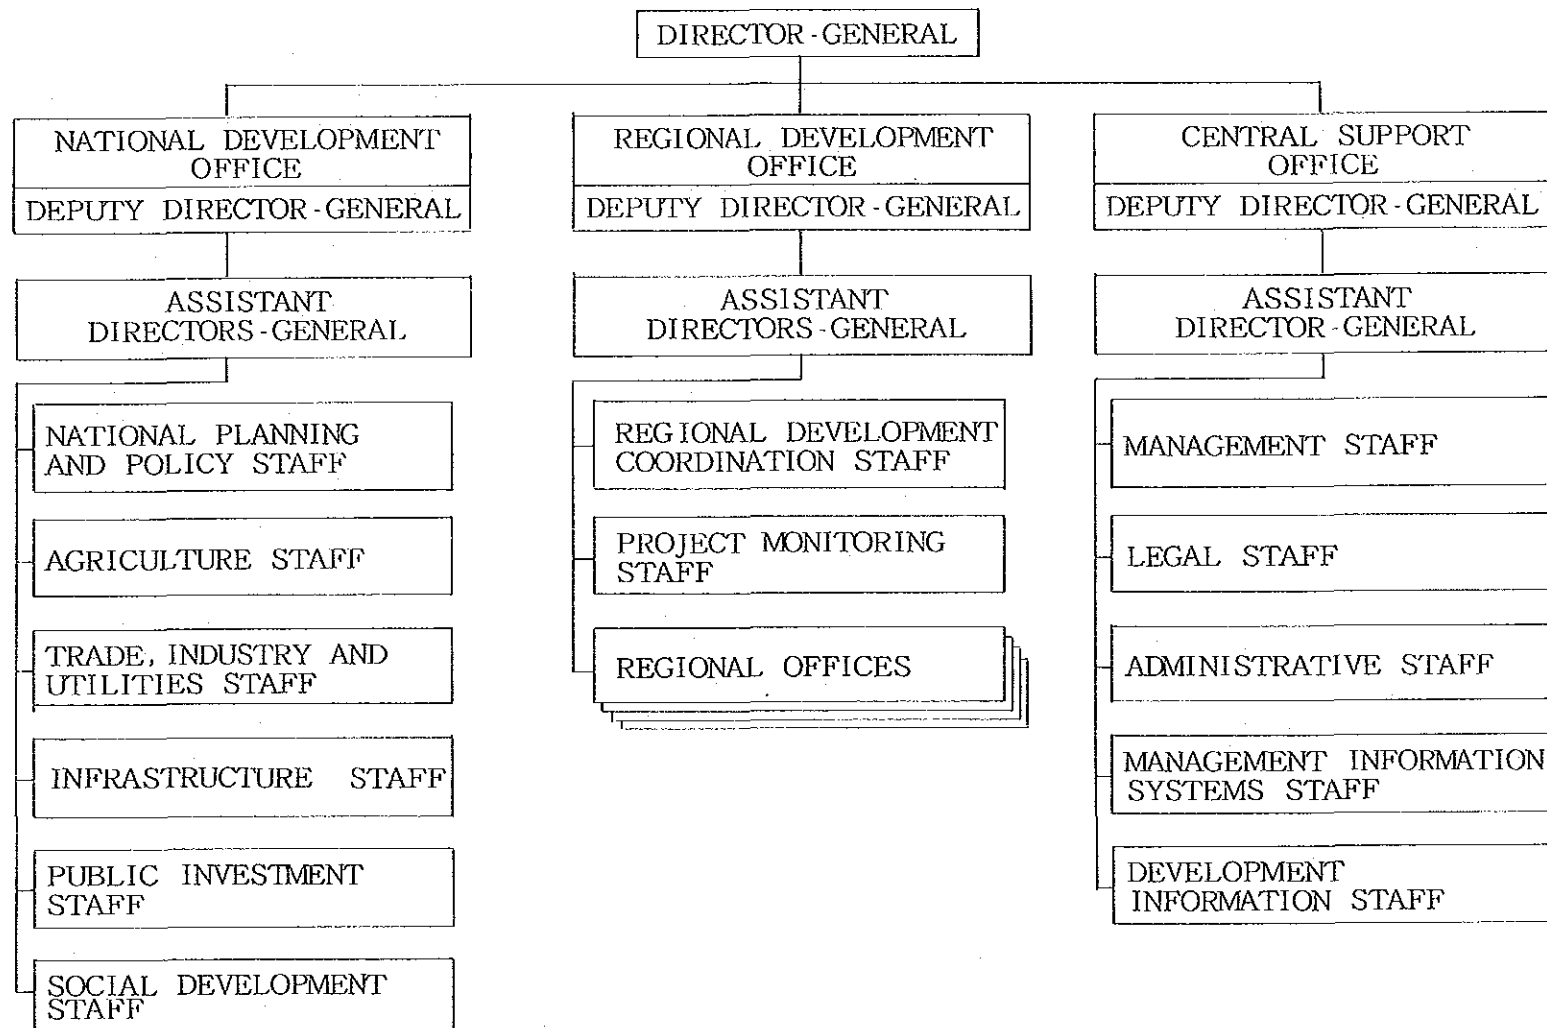 DIRECTOR-GENERAL
NATIONAL DEVELOPMENT
OFFICE
DEPUTY DIRECTOR-GENERAL
ASSISTANT
DIRECTORS-GENERAL
NATIONAL PLANNING
AND POLICY STAFF
AGRICULTURE STAFF
TRADE, INDUSTRY AND
UTILITIES STAFF
INFRASTRUCTURE STAFF
PUBLIC INVESTMENT
STAFF
SOCIAL DEVELOPMENT
STAFF
REGIONAL DEVELOPMENT
OFFICE
DEPUTY DIRECTOR-GENERAL
ASSISTANT
DIRECTORS-GENERAL
REGIONAL DEVELOPMENT
COORDINATION STAFF
PROJECT MONITORING
STAFF
REGIONAL OFFICES
CENTRAL SUPPORT
OFFICE
DEPUTY DIRECTOR-GENERAL
ASSISTANT
DIRECTOR-GENERAL
MANAGEMENT STAFF
LEGAL STAFF
ADMINISTRATIVE STAFF
MANAGEMENT INFORMATION
SYSTEMS STAFF
DEVELOPMENT
INFORMATION STAFF